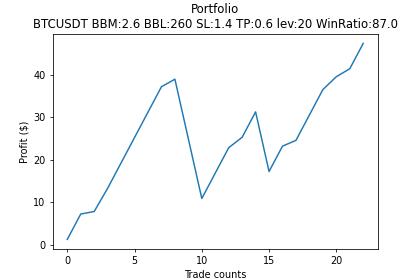 Portfolio
BTCUSDT BBM:2.6 BBL:260 SL:1.4 TP:0.6 lev:20 WinRatio:87.0
40
30
20
10
0
Profit ($)
0 5 10 15 20
Trade counts